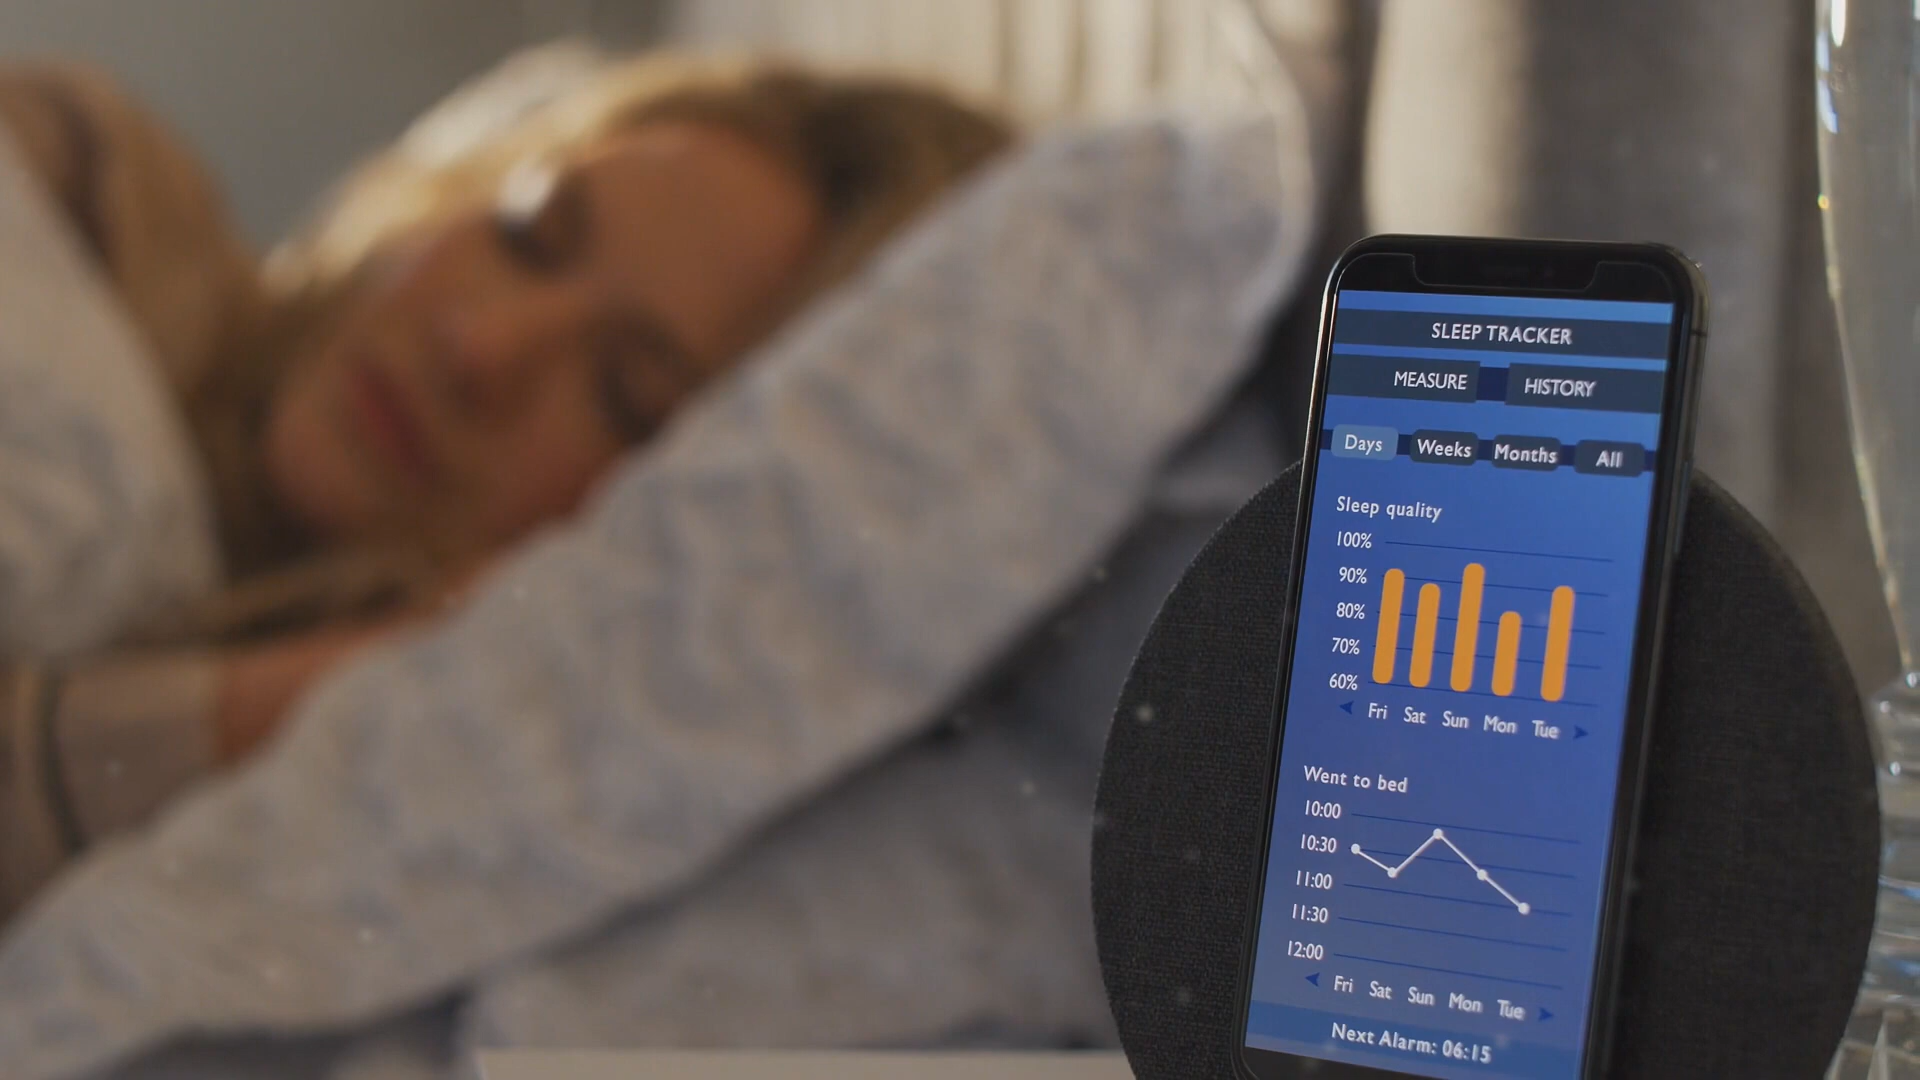 SLEEP TRACKER
MEASURE HISTORY
Days Weeks Months All
Sleep quality
100%
90%
80%
70%
60%
Fri Sat Sun Mon Tue
Went to bed
10:00
10:30
11:00
11:30
12:00
Fri Sat Sun Mon Tue
Next Alarm: 06:15